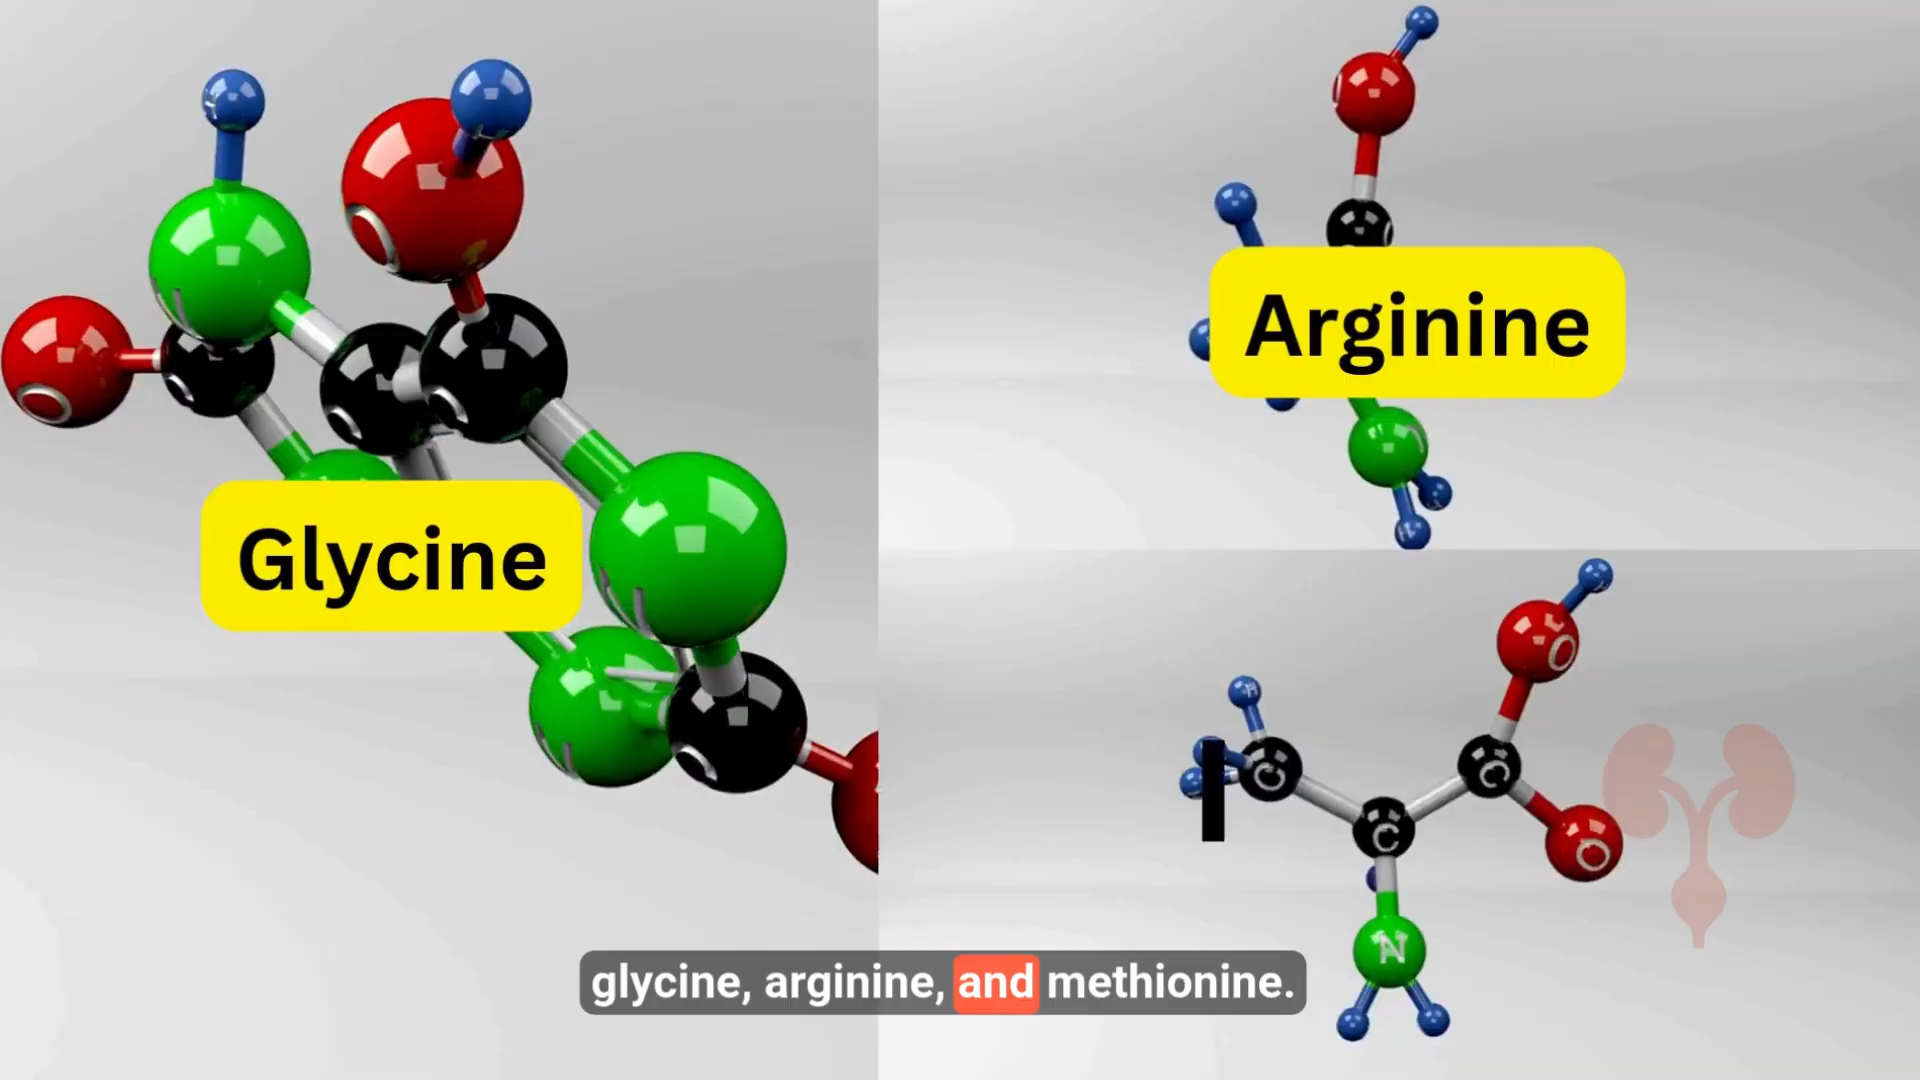 Glycine
Arginine
C
C
C
O
O
N
glycine, arginine, and methionine.